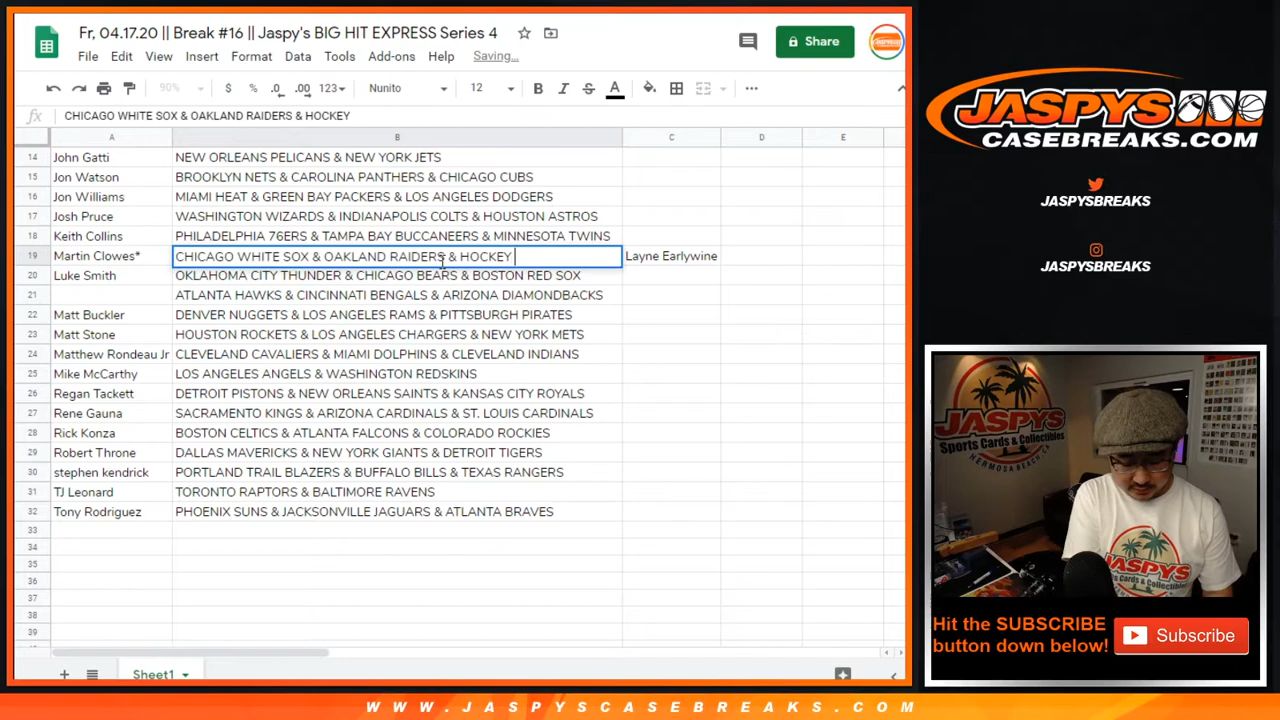 Fr, 04.17.20 || Break #16 || Jaspy's BIG HIT EXPRESS Series 4
Share
File Edit View Insert Format Data Tools Add-ons Help Saving...
90% $ % .0 .00 123 Nunito 12 B I S A
fx CHICAGO WHITE SOX & OAKLAND RAIDERS & HOCKEY
A B C D E
14 John Gatti NEW ORLEANS PELICANS & NEW YORK JETS
15 Jon Watson BROOKLYN NETS & CAROLINA PANTHERS & CHICAGO CUBS
16 Jon Williams MIAMI HEAT & GREEN BAY PACKERS & LOS ANGELES DODGERS
17 Josh Pruce WASHINGTON WIZARDS & INDIANAPOLIS COLTS & HOUSTON ASTROS
18 Keith Collins PHILADELPHIA 76ERS & TAMPA BAY BUCCANEERS & MINNESOTA TWINS
19 Martin Clowes* CHICAGO WHITE SOX & OAKLAND RAIDERS & HOCKEY Layne Earlywine
20 Luke Smith OKLAHOMA CITY THUNDER & CHICAGO BEARS & BOSTON RED SOX
21 ATLANTA HAWKS & CINCINNATI BENGALS & ARIZONA DIAMONDBACKS
22 Matt Buckler DENVER NUGGETS & LOS ANGELES RAMS & PITTSBURGH PIRATES
23 Matt Stone HOUSTON ROCKETS & LOS ANGELES CHARGERS & NEW YORK METS
24 Matthew Rondeau Jr CLEVELAND CAVALIERS & MIAMI DOLPHINS & CLEVELAND INDIANS
25 Mike McCarthy LOS ANGELES ANGELS & WASHINGTON REDSKINS
26 Regan Tackett DETROIT PISTONS & NEW ORLEANS SAINTS & KANSAS CITY ROYALS
27 Rene Gauna SACRAMENTO KINGS & ARIZONA CARDINALS & ST. LOUIS CARDINALS
28 Rick Konza BOSTON CELTICS & ATLANTA FALCONS & COLORADO ROCKIES
29 Robert Throne DALLAS MAVERICKS & NEW YORK GIANTS & DETROIT TIGERS
30 stephen kendrick PORTLAND TRAILBLAZERS & BUFFALO BILLS & TEXAS RANGERS
31 TJ Leonard TORONTO RAPTORS & BALTIMORE RAVENS
32 Tony Rodriguez PHOENIX SUNS & JACKSONVILLE JAGUARS & ATLANTA BRAVES
33
34
35
36
37
38
39
Sheet1
JASPYS
CASEBREAKS.COM
JASPYSBREAKS
JASPYSBREAKS
JASPYS
Sports Cards & Collectibles
HERMOSA BEACH, CA
JASPYS
Sports Cards & Collectibles
Hit the SUBSCRIBE
button down below!
Subscribe
WWW.JASPYSCASEBREAKS.COM